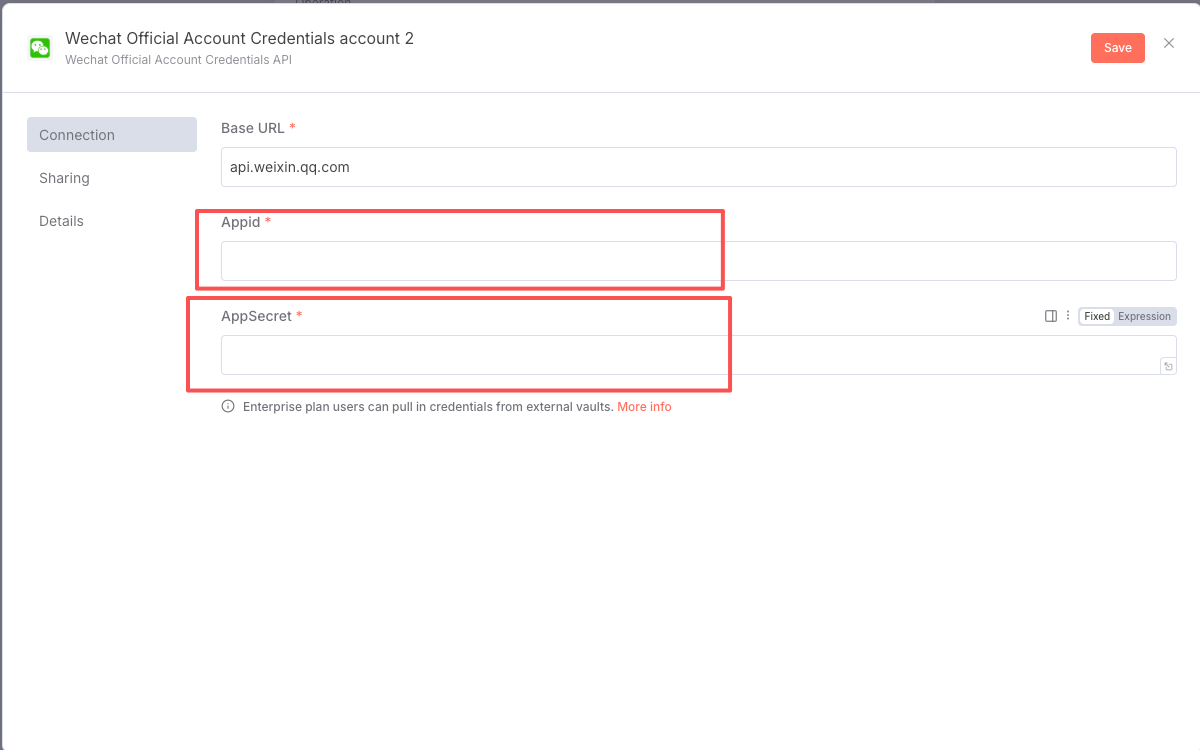 Operation
Wechat Official Account Credentials account 2
Wechat Official Account Credentials API
Save
Connection
Sharing
Details
Base URL *
api.weixin.qq.com
Appid *
AppSecret *
Fixed Expression
Enterprise plan users can pull in credentials from external vaults. More info